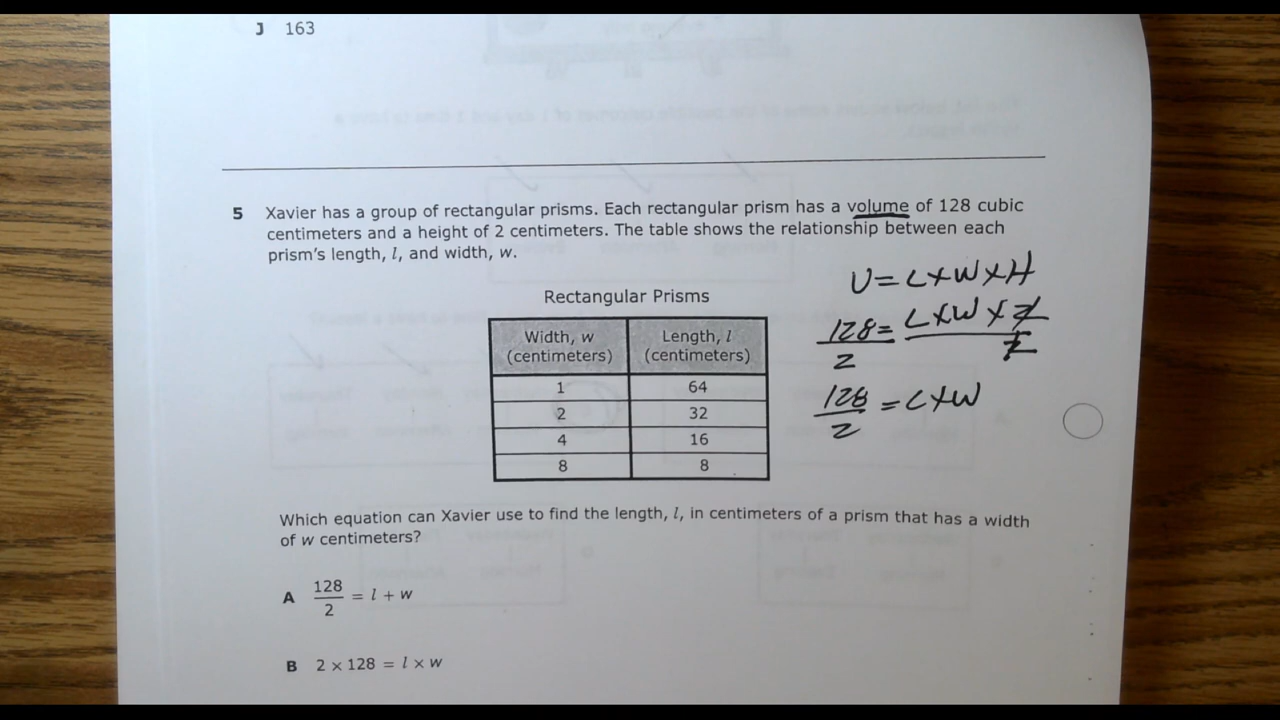 J 163
5 Xavier has a group of rectangular prisms. Each rectangular prism has a volume of 128 cubic
centimeters and a height of 2 centimeters. The table shows the relationship between each
prism's length, l, and width, w.
V = L x W x H
128/2 = L x W x 2/2
128/2 = L x W
Rectangular Prisms
Width, w (centimeters) Length, l (centimeters)
1 64
2 32
4 16
8 8
Which equation can Xavier use to find the length, l, in centimeters of a prism that has a width
of w centimeters?
A 128/2 = l + w
B 2 x 128 = l x w